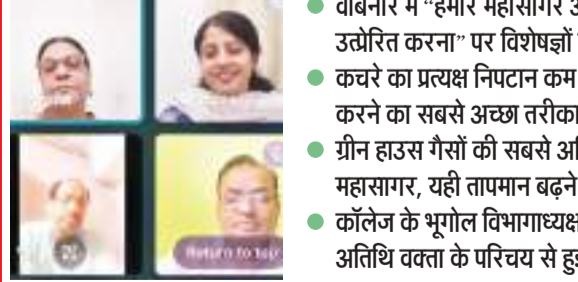 वेबिनार में “हमारे महासागर
उत्प्रेरित करना” पर विशेषज्ञों
कचरे का प्रत्यक्ष निपटान कम
करने का सबसे अच्छा तरीका
ग्रीन हाउस गैसों की सबसे
महासागर, यही तापमान बढ़ने
कॉलेज के भूगोल विभागाध्यक्ष
अतिथि वक्ता के परिचय से
Return to top